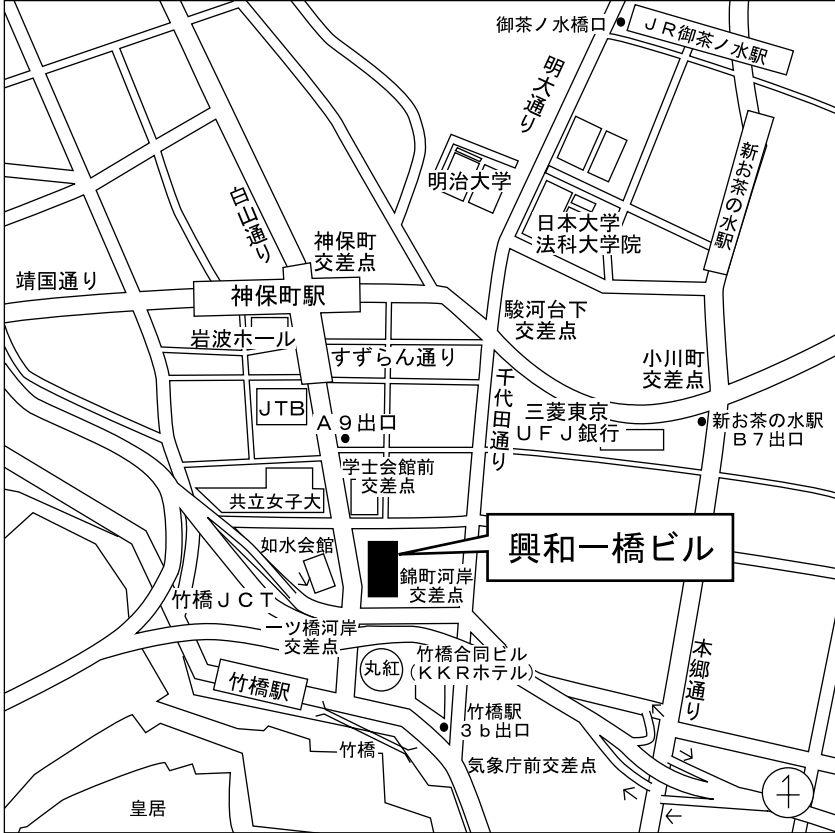 御茶ノ水橋口
ＪＲ御茶ノ水駅
明大通り
新お茶の水駅
明治大学
白山通り
日本大学
法科大学院
神保町
交差点
靖国通り
神保町駅
駿河台下
交差点
岩波ホール
すずらん通り
小川町
交差点
千代田通り
ＪＴＢ
Ａ９出口
三菱東京
ＵＦＪ銀行
新お茶の水駅
Ｂ７出口
学士会館前
交差点
共立女子大
如水会館
興和一橋ビル
錦町河岸
交差点
竹橋ＪＣＴ
一ツ橋河岸
交差点
本郷通り
丸紅
竹橋合同ビル
(ＫＫＲホテル)
竹橋駅
竹橋駅
３ｂ出口
竹橋
気象庁前交差点
皇居